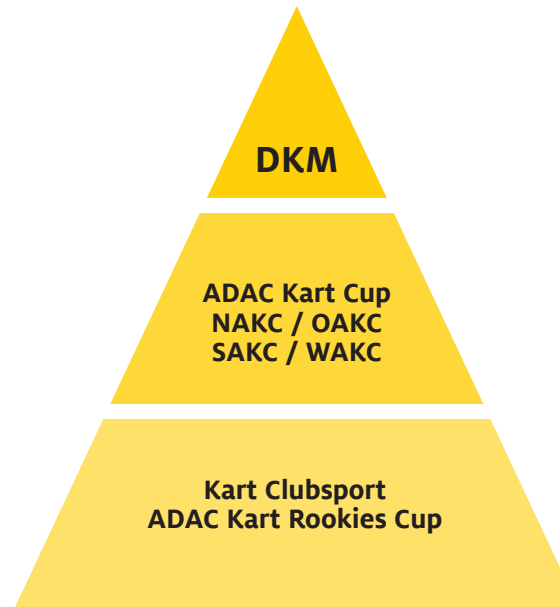 DKM
ADAC Kart Cup
NAKC / OAKC
SAKC / WAKC
Kart Clubsport
ADAC Kart Rookies Cup